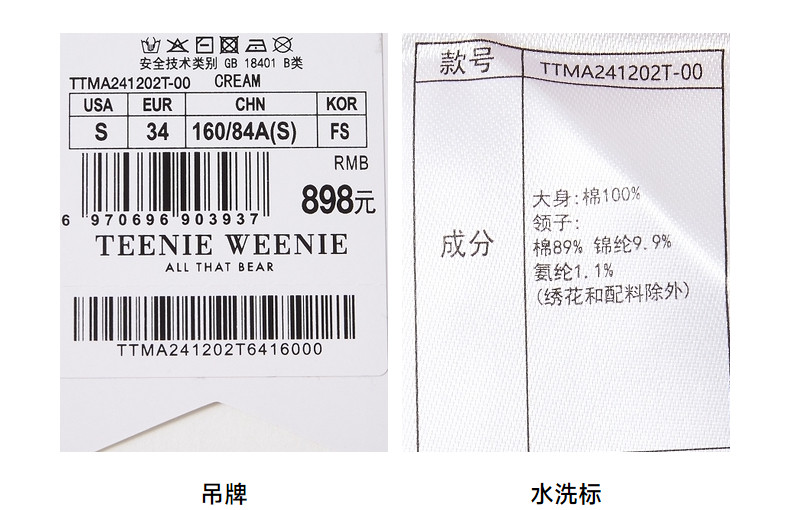 安全技术类别 GB 18401 B类
TTMA241202T-00 CREAM
USA EUR CHN KOR
S 34 160/84A(S) FS
RMB
898元
6 970696 903937
TEENIE WEENIE
ALL THAT BEAR
TTMA241202T6416000
吊牌
款号 TTMA241202T-00
成分
大身:棉100%
领子:
棉89% 锦纶9.9%
氨纶1.1%
(绣花和配料除外)
水洗标